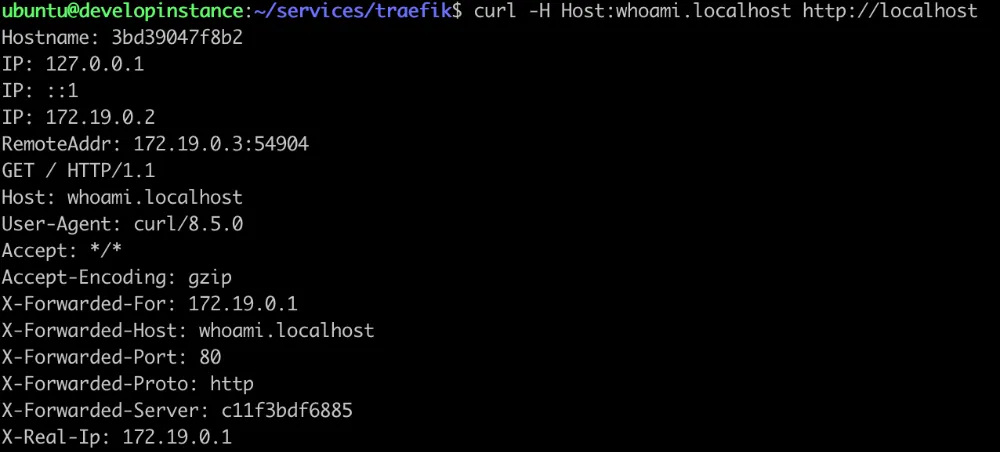 ubuntu@developinstance:~/services/traefik$ curl -H Host:whoami.localhost http://localhost
Hostname: 3bd39047f8b2
IP: 127.0.0.1
IP: ::1
IP: 172.19.0.2
RemoteAddr: 172.19.0.3:54904
GET / HTTP/1.1
Host: whoami.localhost
User-Agent: curl/8.5.0
Accept: */*
Accept-Encoding: gzip
X-Forwarded-For: 172.19.0.1
X-Forwarded-Host: whoami.localhost
X-Forwarded-Port: 80
X-Forwarded-Proto: http
X-Forwarded-Server: c11f3bdf6885
X-Real-Ip: 172.19.0.1